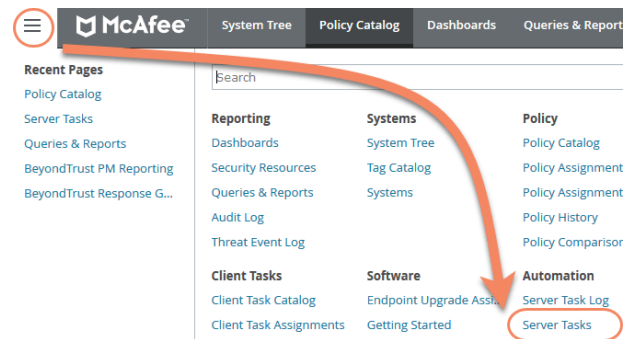 McAfee™ System Tree Policy Catalog Dashboards Queries & Report
Recent Pages
Policy Catalog
Server Tasks
Queries & Reports
BeyondTrust PM Reporting
BeyondTrust Response G...
Search
Reporting
Dashboards
Security Resources
Queries & Reports
Audit Log
Threat Event Log
Systems
System Tree
Tag Catalog
Systems
Policy
Policy Catalog
Policy Assignment
Policy Assignment
Policy History
Policy Comparison
Client Tasks
Client Task Catalog
Client Task Assignments
Software
Endpoint Upgrade Assi...
Getting Started
Automation
Server Task Log
Server Tasks